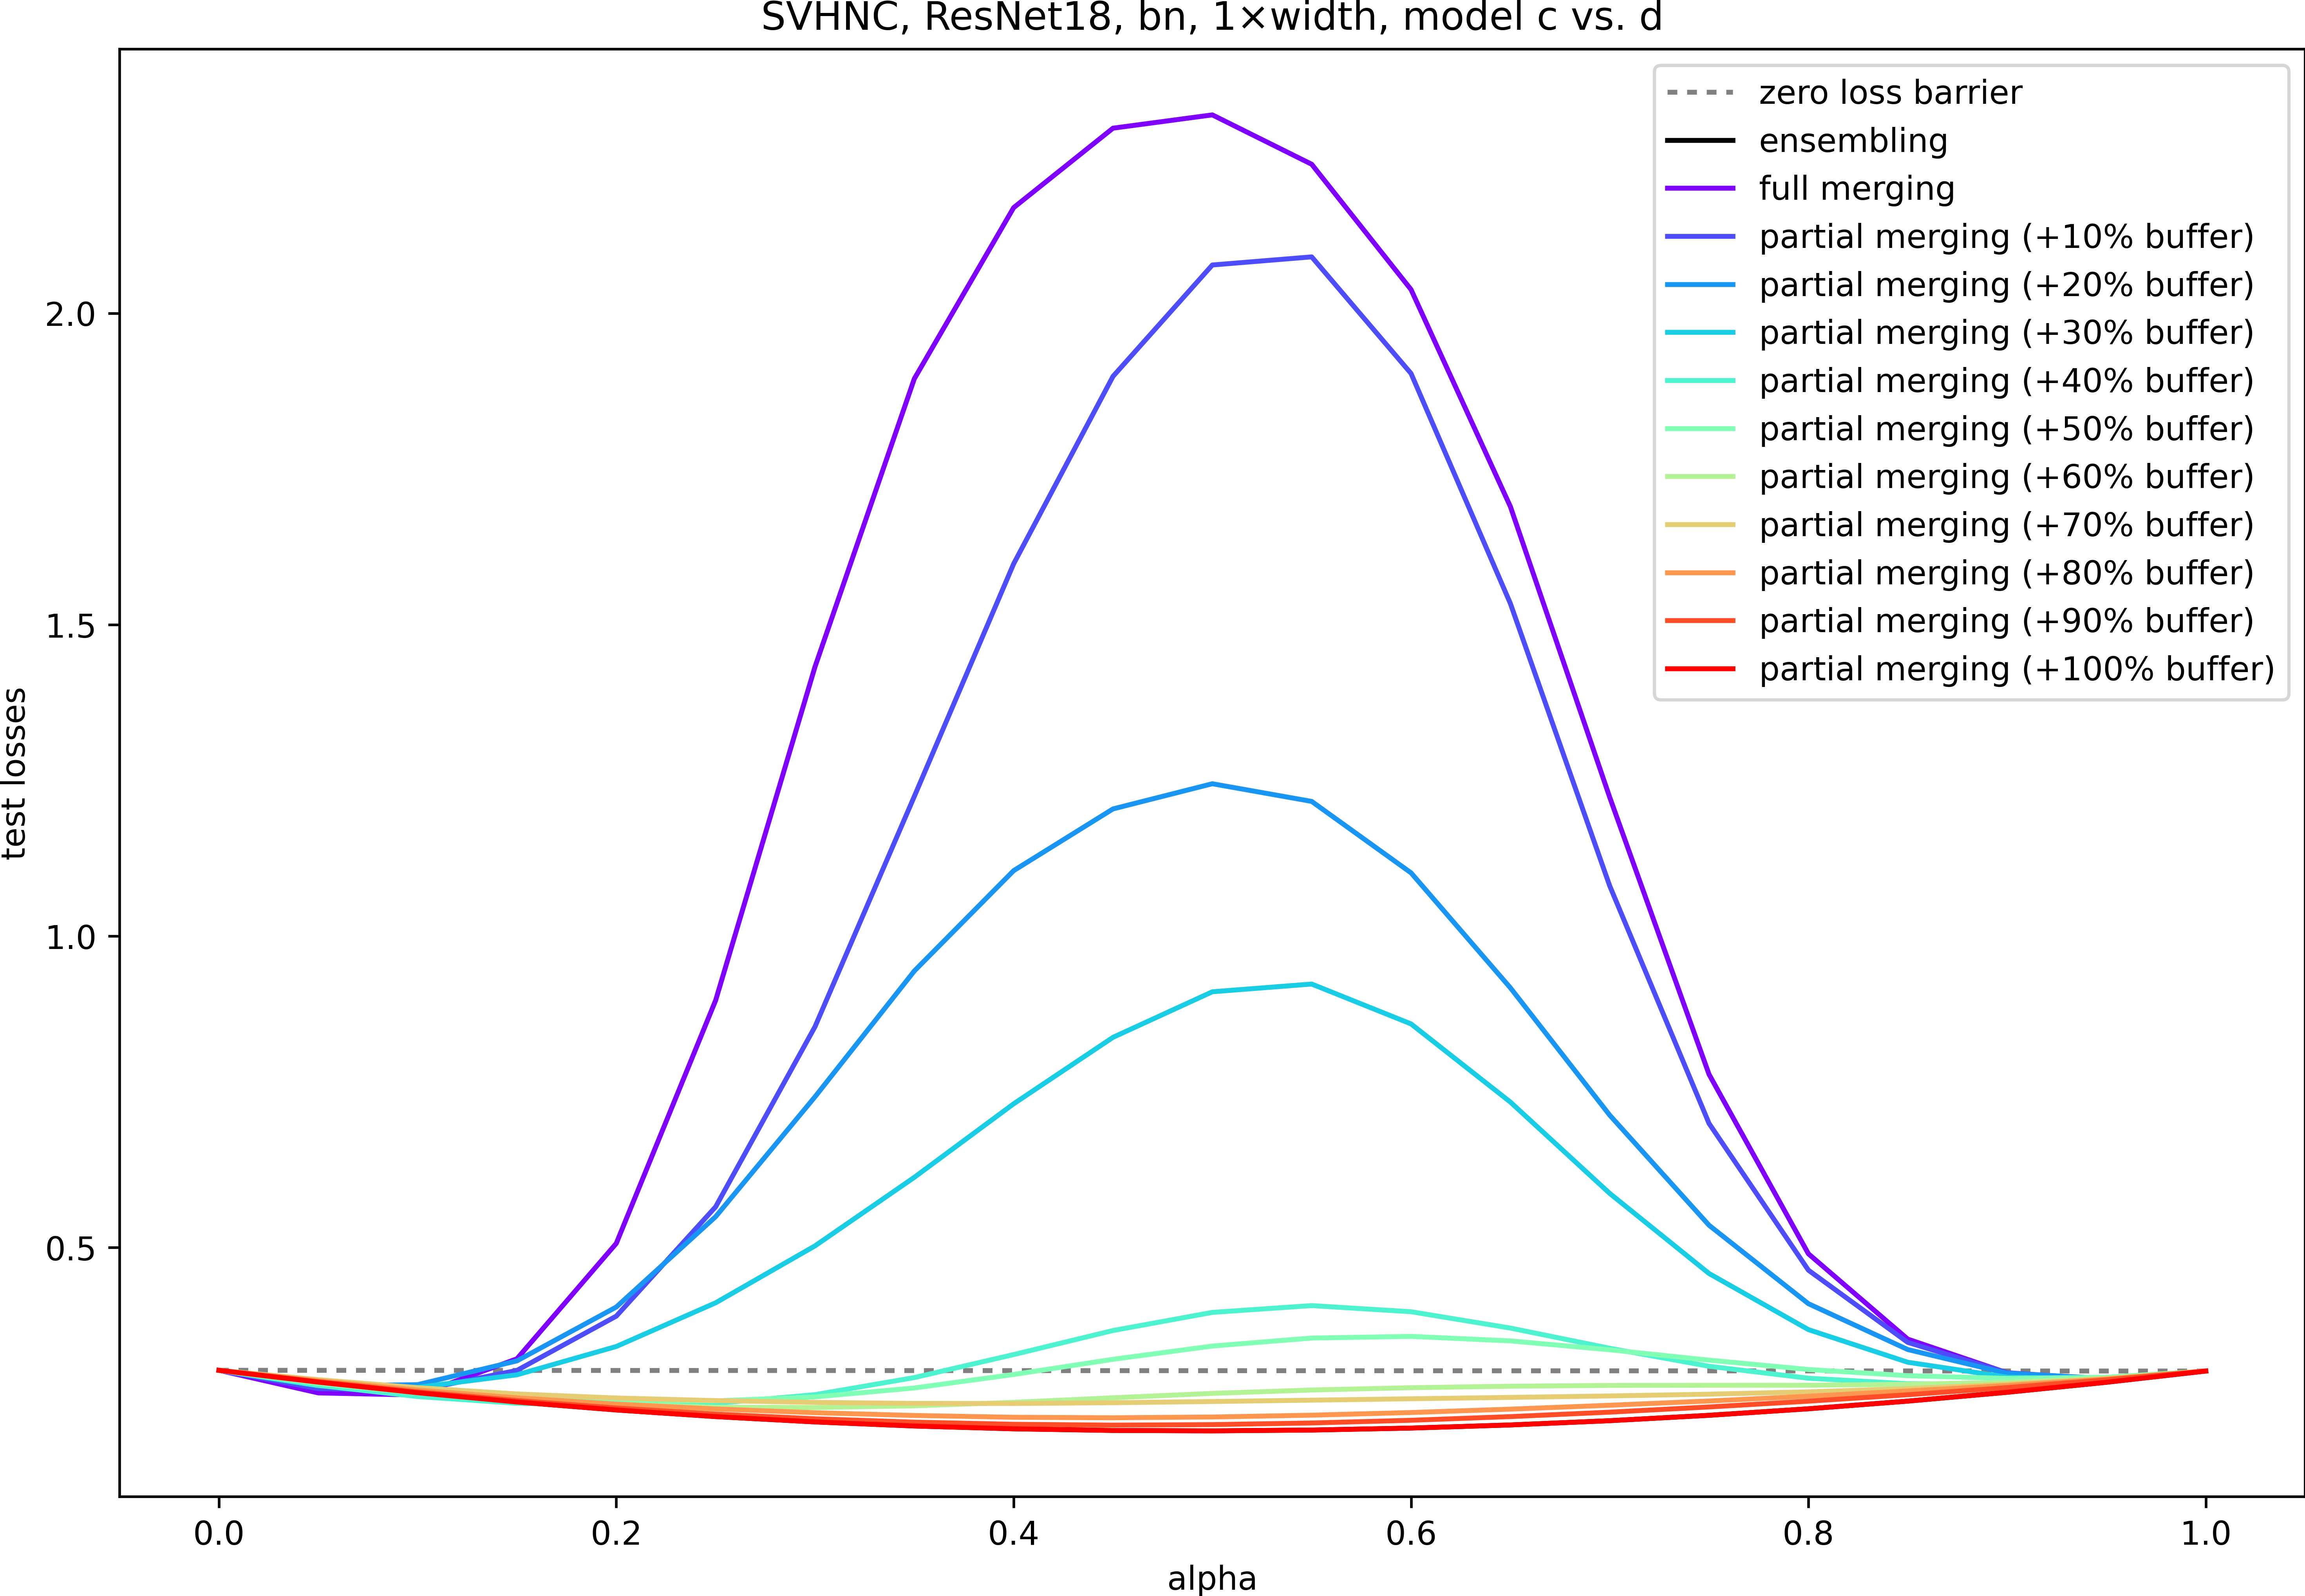 SVHNC, ResNet18, bn, 1×width, model c vs. d
zero loss barrier
ensembling
full merging
partial merging (+10% buffer)
partial merging (+20% buffer)
partial merging (+30% buffer)
partial merging (+40% buffer)
partial merging (+50% buffer)
partial merging (+60% buffer)
partial merging (+70% buffer)
partial merging (+80% buffer)
partial merging (+90% buffer)
partial merging (+100% buffer)
test losses
2.0
1.5
1.0
0.5
0.0 0.2 0.4 0.6 0.8 1.0
alpha